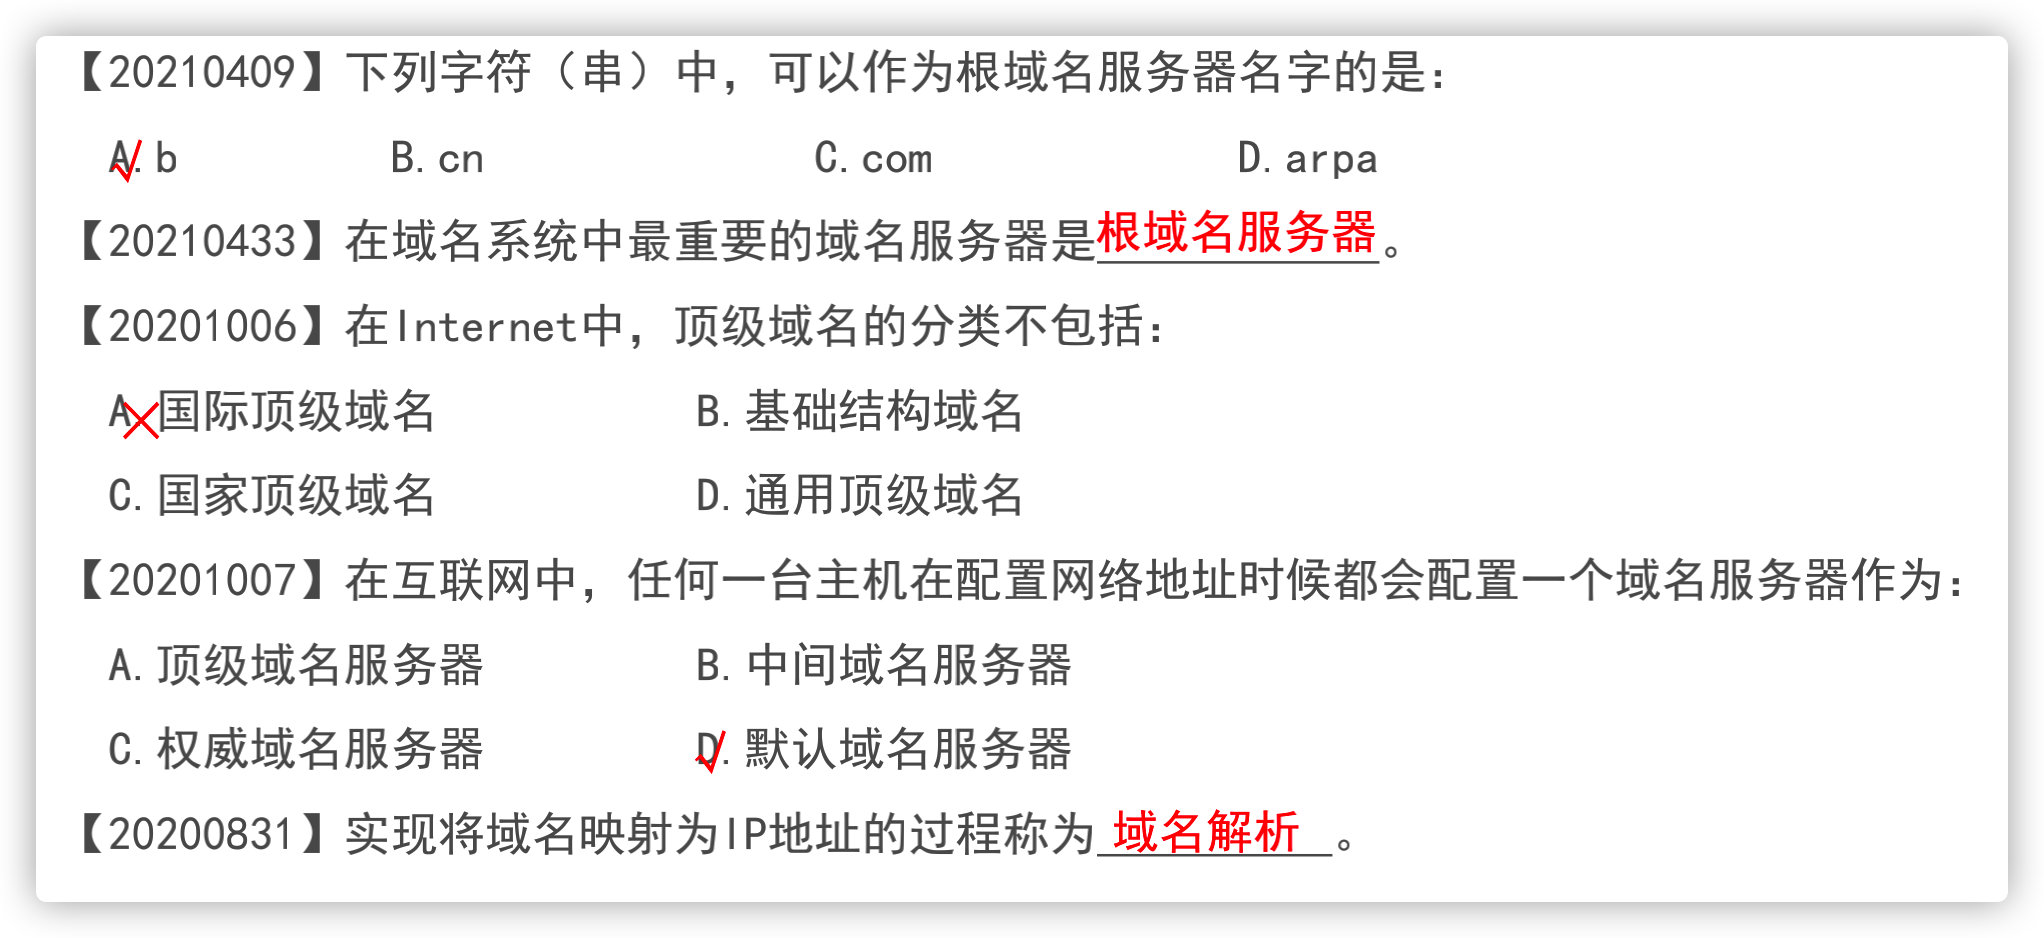 【20210409】下列字符（串）中，可以作为根域名服务器名字的是：
A.b B.cn C.com D.arpa
【20210433】在域名系统中最重要的域名服务器是根域名服务器。
【20201006】在Internet中，顶级域名的分类不包括：
A.国际顶级域名 B.基础结构域名
C.国家顶级域名 D.通用顶级域名
【20201007】在互联网中，任何一台主机在配置网络地址时候都会配置一个域名服务器作为：
A.顶级域名服务器 B.中间域名服务器
C.权威域名服务器 D.默认域名服务器
【20200831】实现将域名映射为IP地址的过程称为 域名解析 。